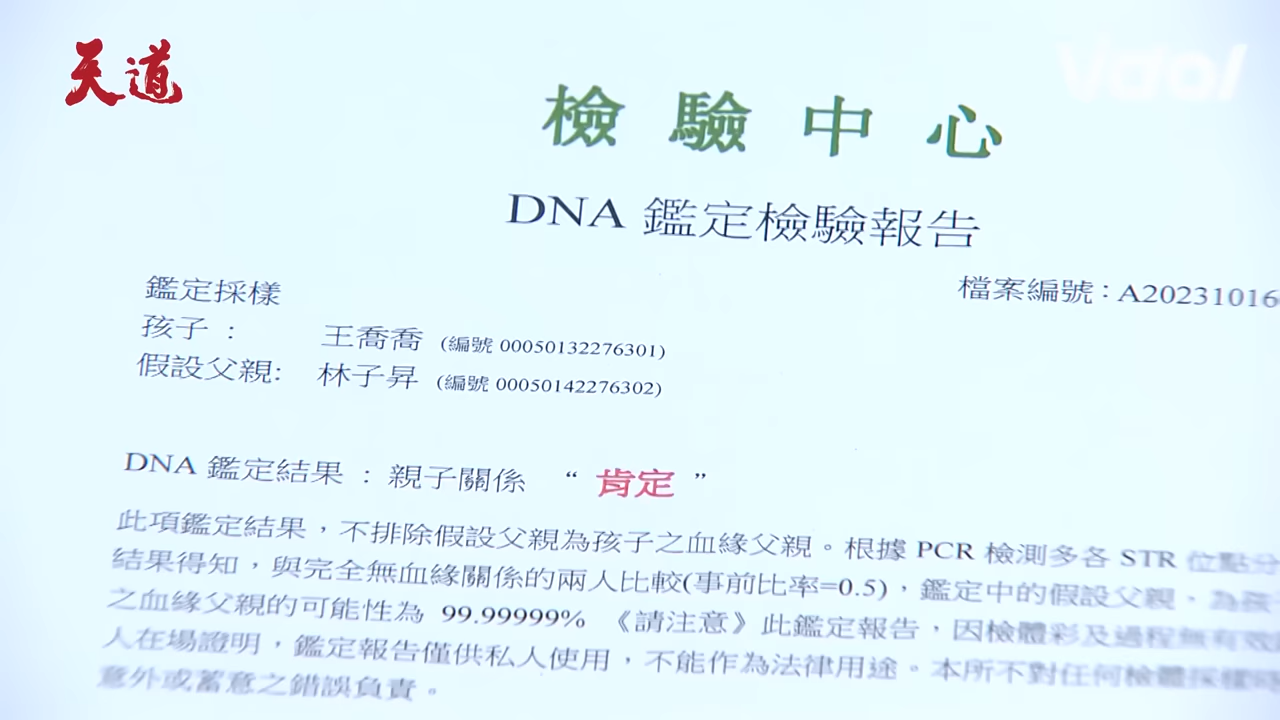 天道
Vidol
檢驗中心
DNA 鑑定檢驗報告
鑑定採樣
檔案編號：A20231016
孩子 : 王喬喬 (編號 00050132276301)
假設父親: 林子昇 (編號 00050142276302)
DNA 鑑定結果 : 親子關係 “ 肯定 ”
此項鑑定結果，不排除假設父親為孩子之血緣父親。根據 PCR 檢測多各 STR 位點分
結果得知，與完全無血緣關係的兩人比較(事前比率=0.5)，鑑定中的假設父親，為孩
之血緣父親的可能性為 99.99999% 《請注意》此鑑定報告，因檢體彩及過程無有效
人在場證明，鑑定報告僅供私人使用，不能作為法律用途。本所不對任何檢體採樣時
意外或蓄意之錯誤負責。